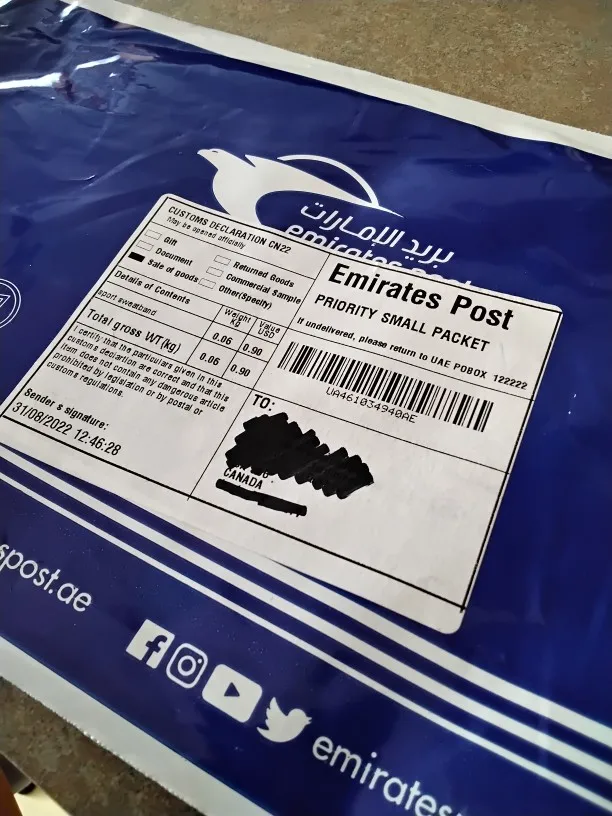 بريد الإمارات
emirates
CUSTOMS DECLARATION CN22
May be opened officially
Gift
Document
Sale of goods
Returned Goods
Commercial Sample
Other(Specify)
Details of Contents
Weight Kg
Value USD
sport sweatband
0.06 0.90
Total gross WT(kg)
0.06 0.90
I certify that the particulars given in this
customs declartion are correct and that this
item does not contain any dangerous article
prohibited by legislation or by postal or
customs regulations.
Sender s signature:
31/08/2022 12:46:28
Emirates Post
PRIORITY SMALL PACKET
If undelivered, please return to UAE POBOX 122222
UA461034940AE
TO:
CANADA
spost.ae
emirates